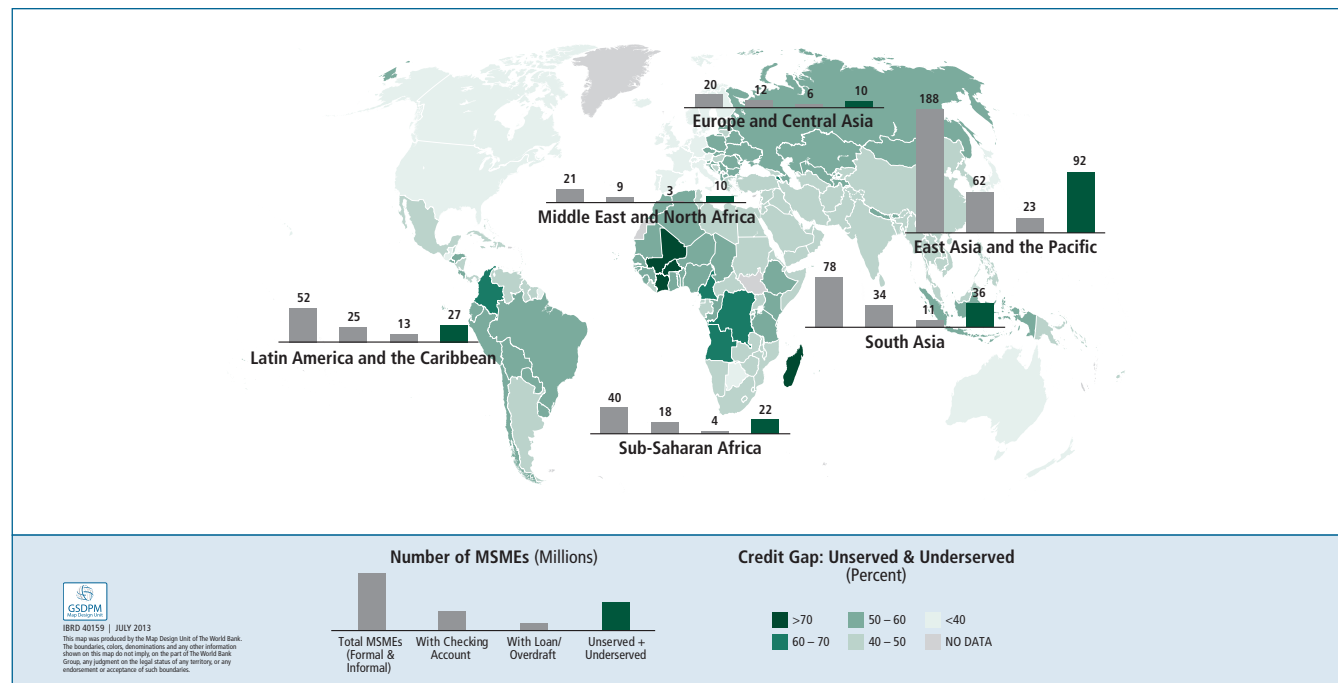 20 12 6 10
Europe and Central Asia
188 62 23 92
East Asia and the Pacific
21 9 3 10
Middle East and North Africa
78 34 11 36
South Asia
52 25 13 27
Latin America and the Caribbean
40 18 4 22
Sub-Saharan Africa
Number of MSMEs (Millions)
Total MSMEs
(Formal &
Informal)
With Checking
Account
With Loan/
Overdraft
Unserved +
Underserved
Credit Gap: Unserved & Underserved
(Percent)
>70
50 – 60
<40
60 – 70
40 – 50
NO DATA
GSDPM
Map Design Unit
IBRD 40159 | JULY 2013
This map was produced by the Map Design Unit of The World Bank.
The boundaries, colors, denominations and any other information
shown on this map do not imply, on the part of The World Bank
Group, any judgment on the legal status of any territory, or any
endorsement or acceptance of such boundaries.